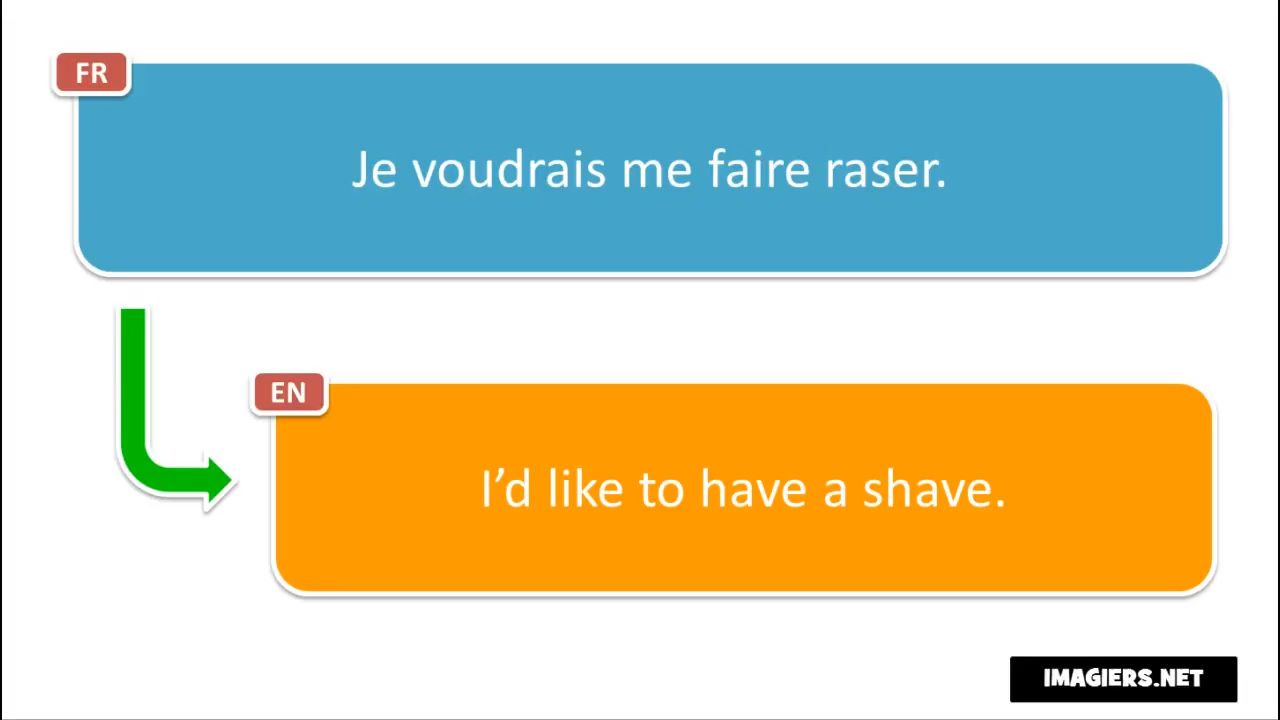 FR
Je voudrais me faire raser.
EN
I’d like to have a shave.
IMAGIERS.NET